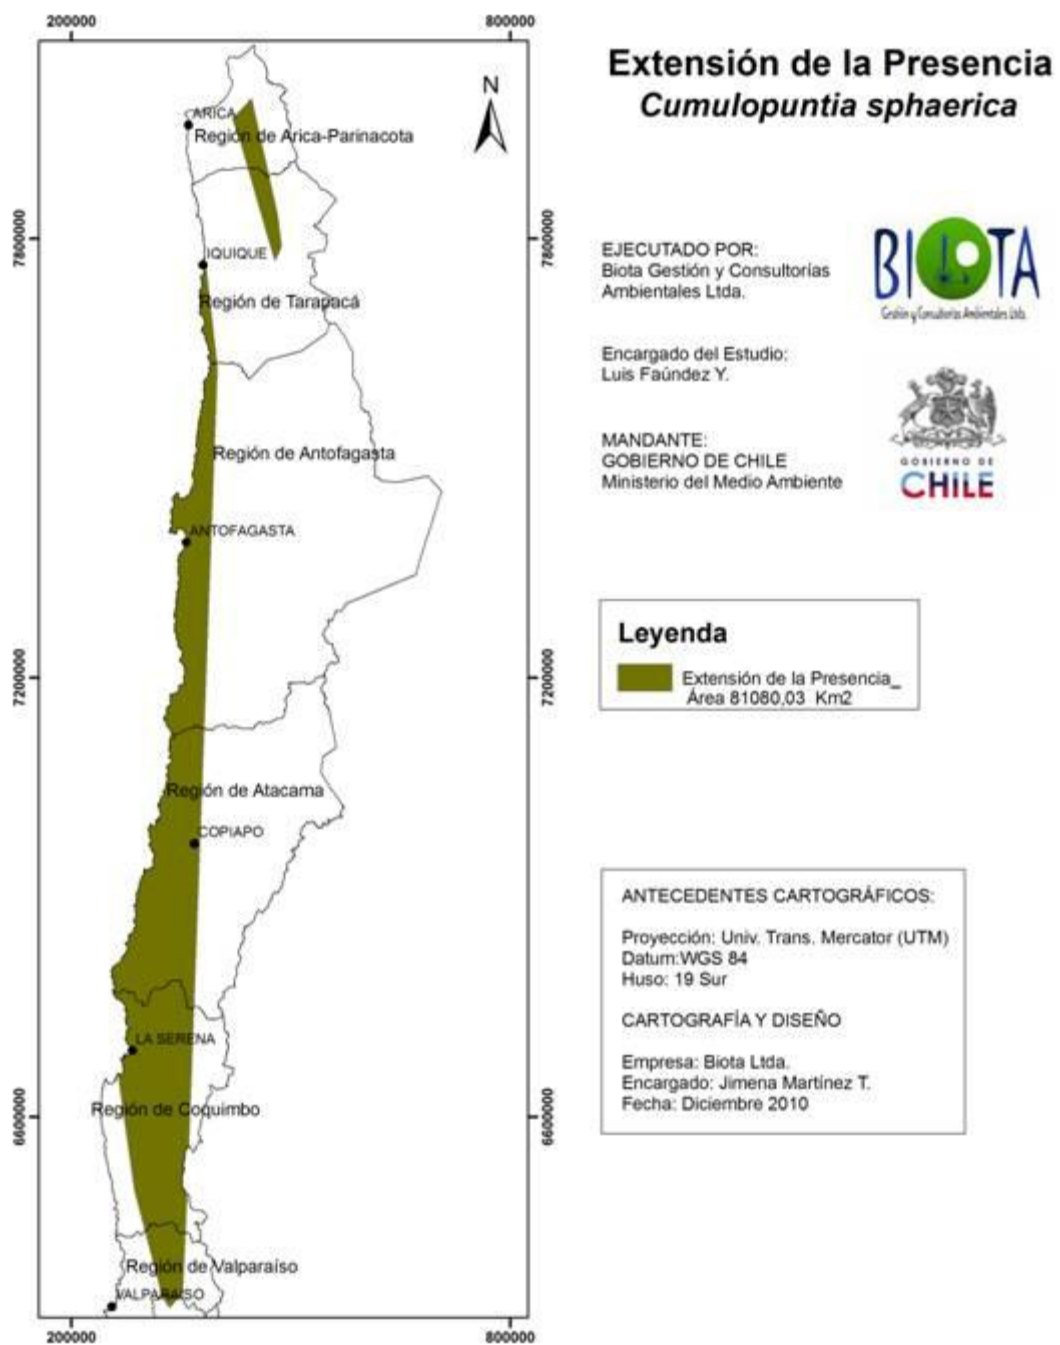 200000
800000
Extensión de la Presencia
Cumulopuntia sphaerica
N
ARICA
Región de Arica-Parinacota
7800000
7800000
IQUIQUE
Región de Tarapacá
EJECUTADO POR:
Biota Gestión y Consultorías
Ambientales Ltda.
BIOTA
Gestión y Consultorías Ambientales Ltda.
Encargado del Estudio:
Luis Faúndez Y.
Región de Antofagasta
MANDANTE:
GOBIERNO DE CHILE
Ministerio del Medio Ambiente
GOBIERNO DE
CHILE
ANTOFAGASTA
Leyenda
Extensión de la Presencia_
Área 81080,03 Km2
7200000
7200000
Región de Atacama
COPIAPO
ANTECEDENTES CARTOGRÁFICOS:
Proyección: Univ. Trans. Mercator (UTM)
Datum:WGS 84
Huso: 19 Sur
CARTOGRAFÍA Y DISEÑO
Empresa: Biota Ltda.
Encargado: Jimena Martínez T.
Fecha: Diciembre 2010
LA SERENA
Región de Coquimbo
6600000
6600000
Región de Valparaíso
VALPARAISO
200000
800000